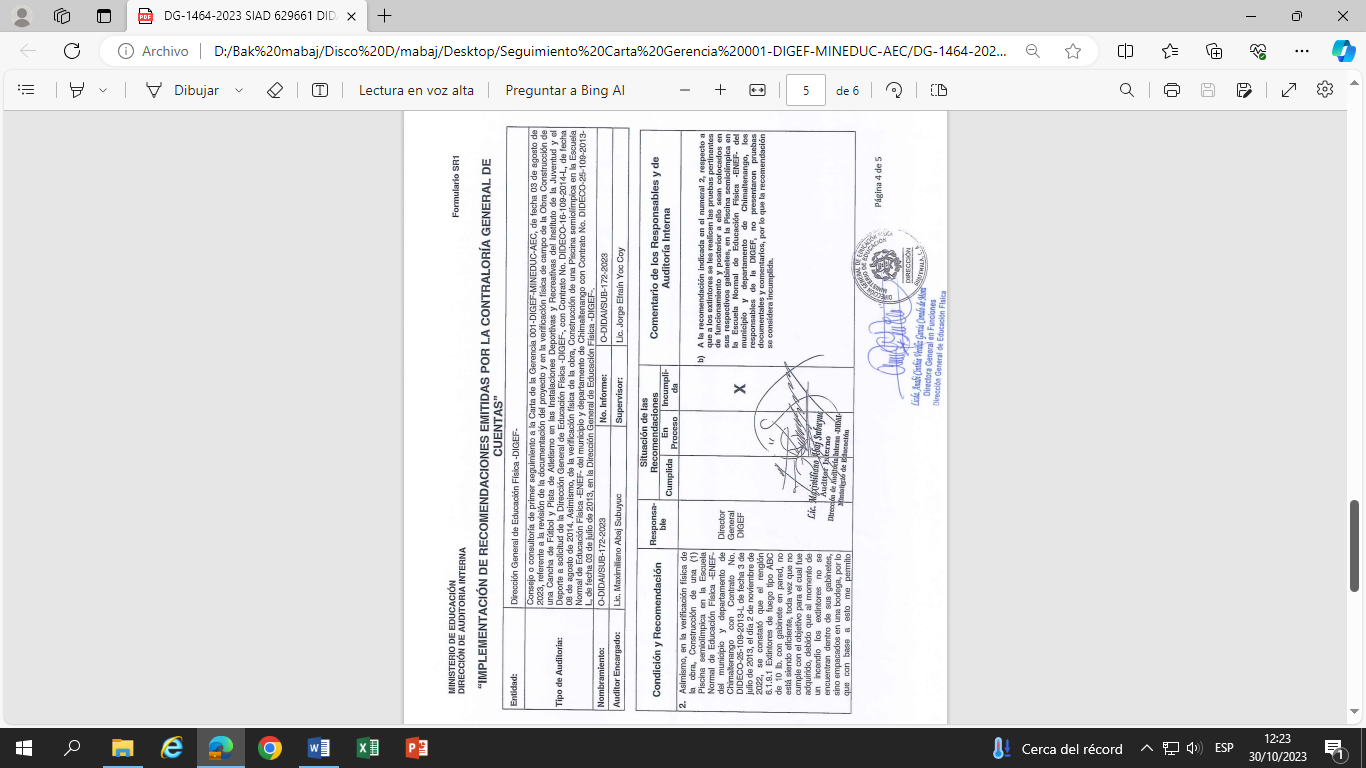 DG-1464-2023 SIAD 629661 DID
Archivo
D:/Bak%20mabaj/Disco%20D/mabaj/Desktop/Seguimiento%20Carta%20Gerencia%20001-DIGEF-MINEDUC-AEC/DG-1464-202...
Dibujar
Lectura en voz alta
Preguntar a Bing AI
5
de 6
MINISTERIO DE EDUCACIÓN
DIRECCIÓN DE AUDITORIA INTERNA
Formulario SR1
“IMPLEMENTACIÓN DE RECOMENDACIONES EMITIDAS POR LA CONTRALORÍA GENERAL DE
CUENTAS”
Entidad:
Dirección General de Educación Física -DIGEF-
Tipo de Auditoría:
Consejo o consultoría de primer seguimiento a la Carta de la Gerencia 001-DIGEF-MINEDUC-AEC, de fecha 03 de agosto de
2023, referente a la revisión de la documentación del proyecto y en la verificación física de campo de la Obra Construcción de
una Cancha de Fútbol y Pista de Atletismo en las Instalaciones Deportivas y Recreativas del Instituto de la Juventud y el
Deporte a solicitud de la Dirección General de Educación Física -DIGEF-, con Contrato No. DIDECO-16-109-2014-L, de fecha
08 de agosto de 2014, Asimismo, de la verificación física de la obra, Construcción de una Piscina semiolímpica en la Escuela
Normal de Educación Física -ENEF- del municipio y departamento de Chimaltenango con Contrato No. DIDECO-25-109-2013-
L, de fecha 03 de julio de 2013, en la Dirección General de Educación Física -DIGEF-.
Nombramiento:
O-DIDAI/SUB-172-2023
No. Informe:
O-DIDAI/SUB-172-2023
Auditor Encargado:
Lic. Maximiliano Abaj Subuyuc
Supervisor:
Lic. Jorge Efraín Yoc Coy
Condición y Recomendación
Responsa-
ble
Situación de las
Recomendaciones
Cumplida
En
Proceso
Incumpli-
da
Comentario de los Responsables y de
Auditoría Interna
2. Asimismo, en la verificación física de
la obra, Construcción de una (1)
Piscina semiolímpica en la Escuela
Normal de Educación Física -ENEF-
del municipio y departamento de
Chimaltenango con Contrato No.
DIDECO-25-109-2013-L de fecha 3 de
julio de 2013, el día 2 de noviembre de
2022, se constató que el renglón
6.1.9.1 Extintores de fuego tipo ABC
de 10 lb. con gabinete en pared, no
está siendo eficiente, toda vez que no
cumple con el objetivo para el cual fue
adquirido, debido que al momento de
un incendio los extintores no se
encuentran dentro de sus gabinetes,
sino empacados en una bodega, por lo
que con base a esto me permito
Director
General
DIGEF
X
b) A la recomendación indicada en el numeral 2, respecto a
que a los extintores se les realicen las pruebas pertinentes
de funcionamiento y posterior a ello sean colocados en
sus respectivos gabinetes, en la Piscina semiolímpica en
la Escuela Normal de Educación Física -ENEF- del
municipio y departamento de Chimaltenango, los
responsables de la DIGEF, no presentaron pruebas
documentales y comentarios, por lo que la recomendación
se considera incumplida.
Lic. Maximiliano Abaj Subuyuc
Auditor Interno
Dirección de Auditoría Interna -DIDAI-
Ministerio de Educación
DIRECCIÓN GENERAL DE EDUCACIÓN FÍSICA
MINISTERIO DE EDUCACIÓN
DIRECCIÓN
Directora General en Funciones
Dirección General de Educación Física
Página 4 de 5
ESP
Cerca del récord
12:23
30/10/2023
1